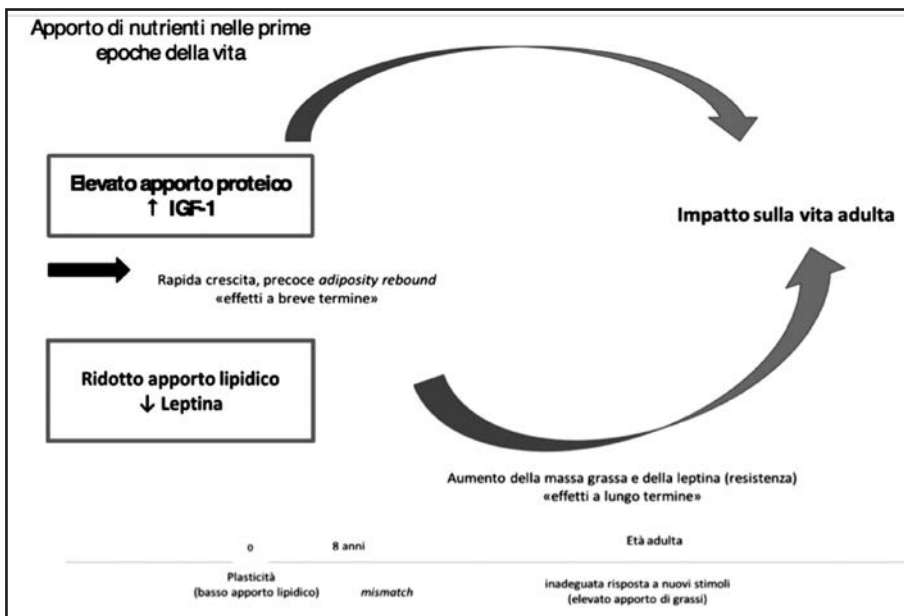 Apporto di nutrienti nelle prime
epoche della vita
Elevato apporto proteico
↑ IGF-1
Impatto sulla vita adulta
Rapida crescita, precoce adiposity rebound
«effetti a breve termine»
Ridotto apporto lipidico
↓ Leptina
Aumento della massa grassa e della leptina (resistenza)
«effetti a lungo termine»
0 8 anni Età adulta
Plasticità
(basso apporto lipidico) mismatch
inadeguata risposta a nuovi stimoli
(elevato apporto di grassi)